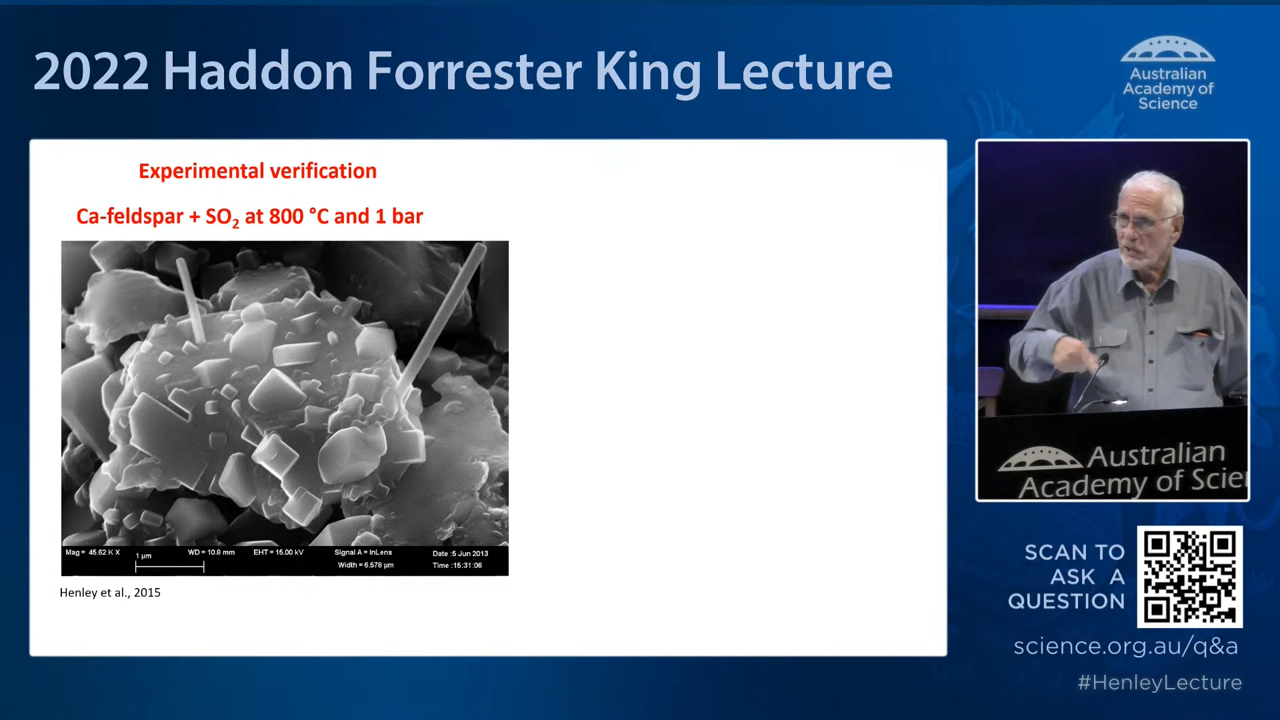 2022 Haddon Forrester King Lecture
Australian
Academy of
Science
Experimental verification
Ca-feldspar + SO₂ at 800 °C and 1 bar
Mag = 45.62 K X
1 µm
WD = 10.8 mm
EHT = 15.00 kV
Signal A = InLens
Width = 6.578 µm
Date :5 Jun 2013
Time :15:31:06
Henley et al., 2015
Australian
Academy of Scie
SCAN TO
ASK A
QUESTION
science.org.au/q&a
#HenleyLecture